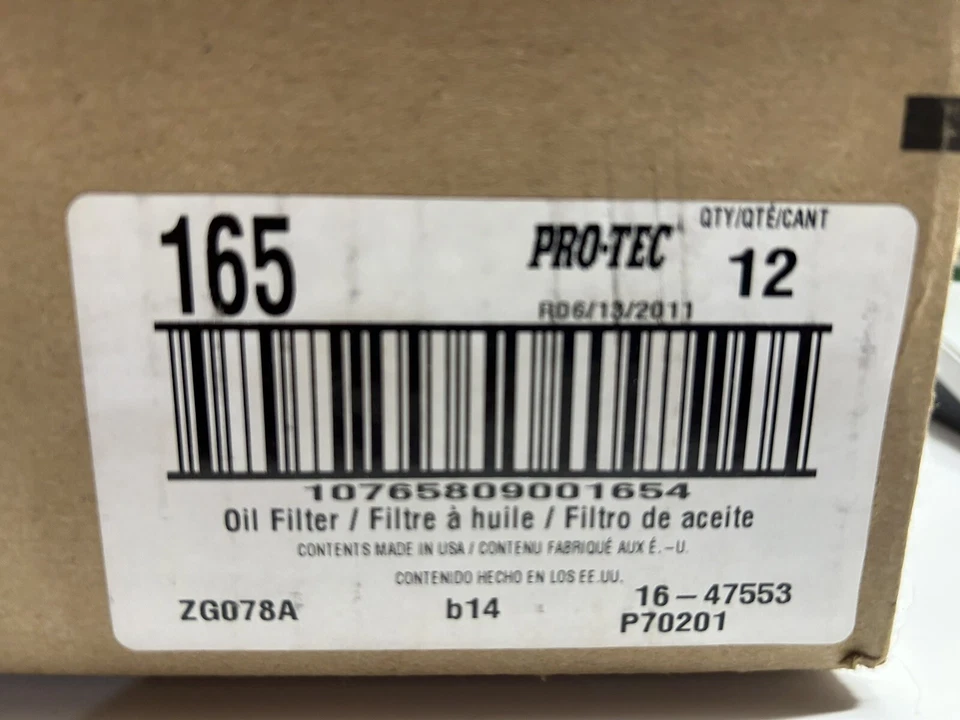 165
PRO·TEC
QTY/QTÉ/CANT
12
RD6/13/2011
10765809001654
Oil Filter / Filtre à huile / Filtro de aceite
CONTENTS MADE IN USA / CONTENU FABRIQUÉ AUX É.-U.
CONTENIDO HECHO EN LOS EE.UU.
ZG078A
b14
16-47553
P70201